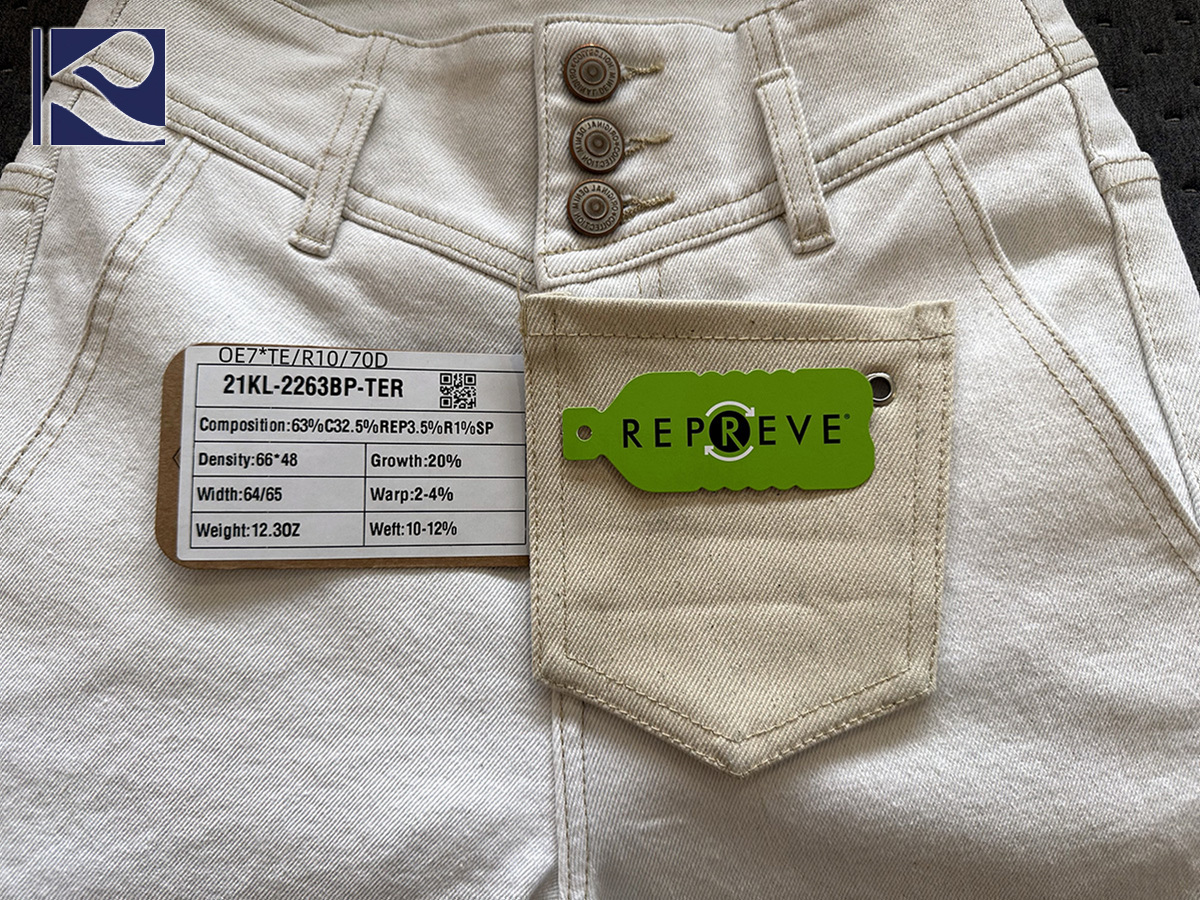 OE7*TE/R10/70D
21KL-2263BP-TER
Composition:63%C32.5%REP3.5%R1%SP
Density:66*48 Growth:20%
Width:64/65 Warp:2-4%
Weight:12.3OZ Weft:10-12%
REPREVE®